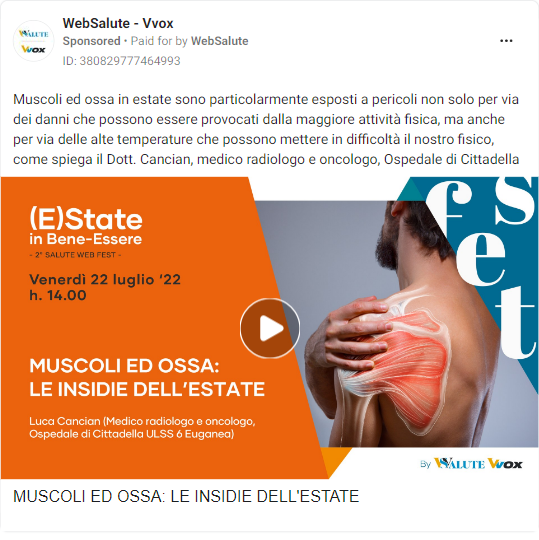 WebSalute - Vvox
Sponsored • Paid for by WebSalute
ID: 380829777464993
Muscoli ed ossa in estate sono particolarmente esposti a pericoli non solo per via
dei danni che possono essere provocati dalla maggiore attività fisica, ma anche
per via delle alte temperature che possono mettere in difficoltà il nostro fisico,
come spiega il Dott. Cancian, medico radiologo e oncologo, Ospedale di Cittadella
(E)State
in Bene-Essere
- 2° SALUTE WEB FEST -
Venerdì 22 luglio ‘22
h. 14.00
MUSCOLI ED OSSA:
LE INSIDIE DELL’ESTATE
Luca Cancian (Medico radiologo e oncologo,
Ospedale di Cittadella ULSS 6 Euganea)
fest
By WSALUTE Vvox
MUSCOLI ED OSSA: LE INSIDIE DELL'ESTATE